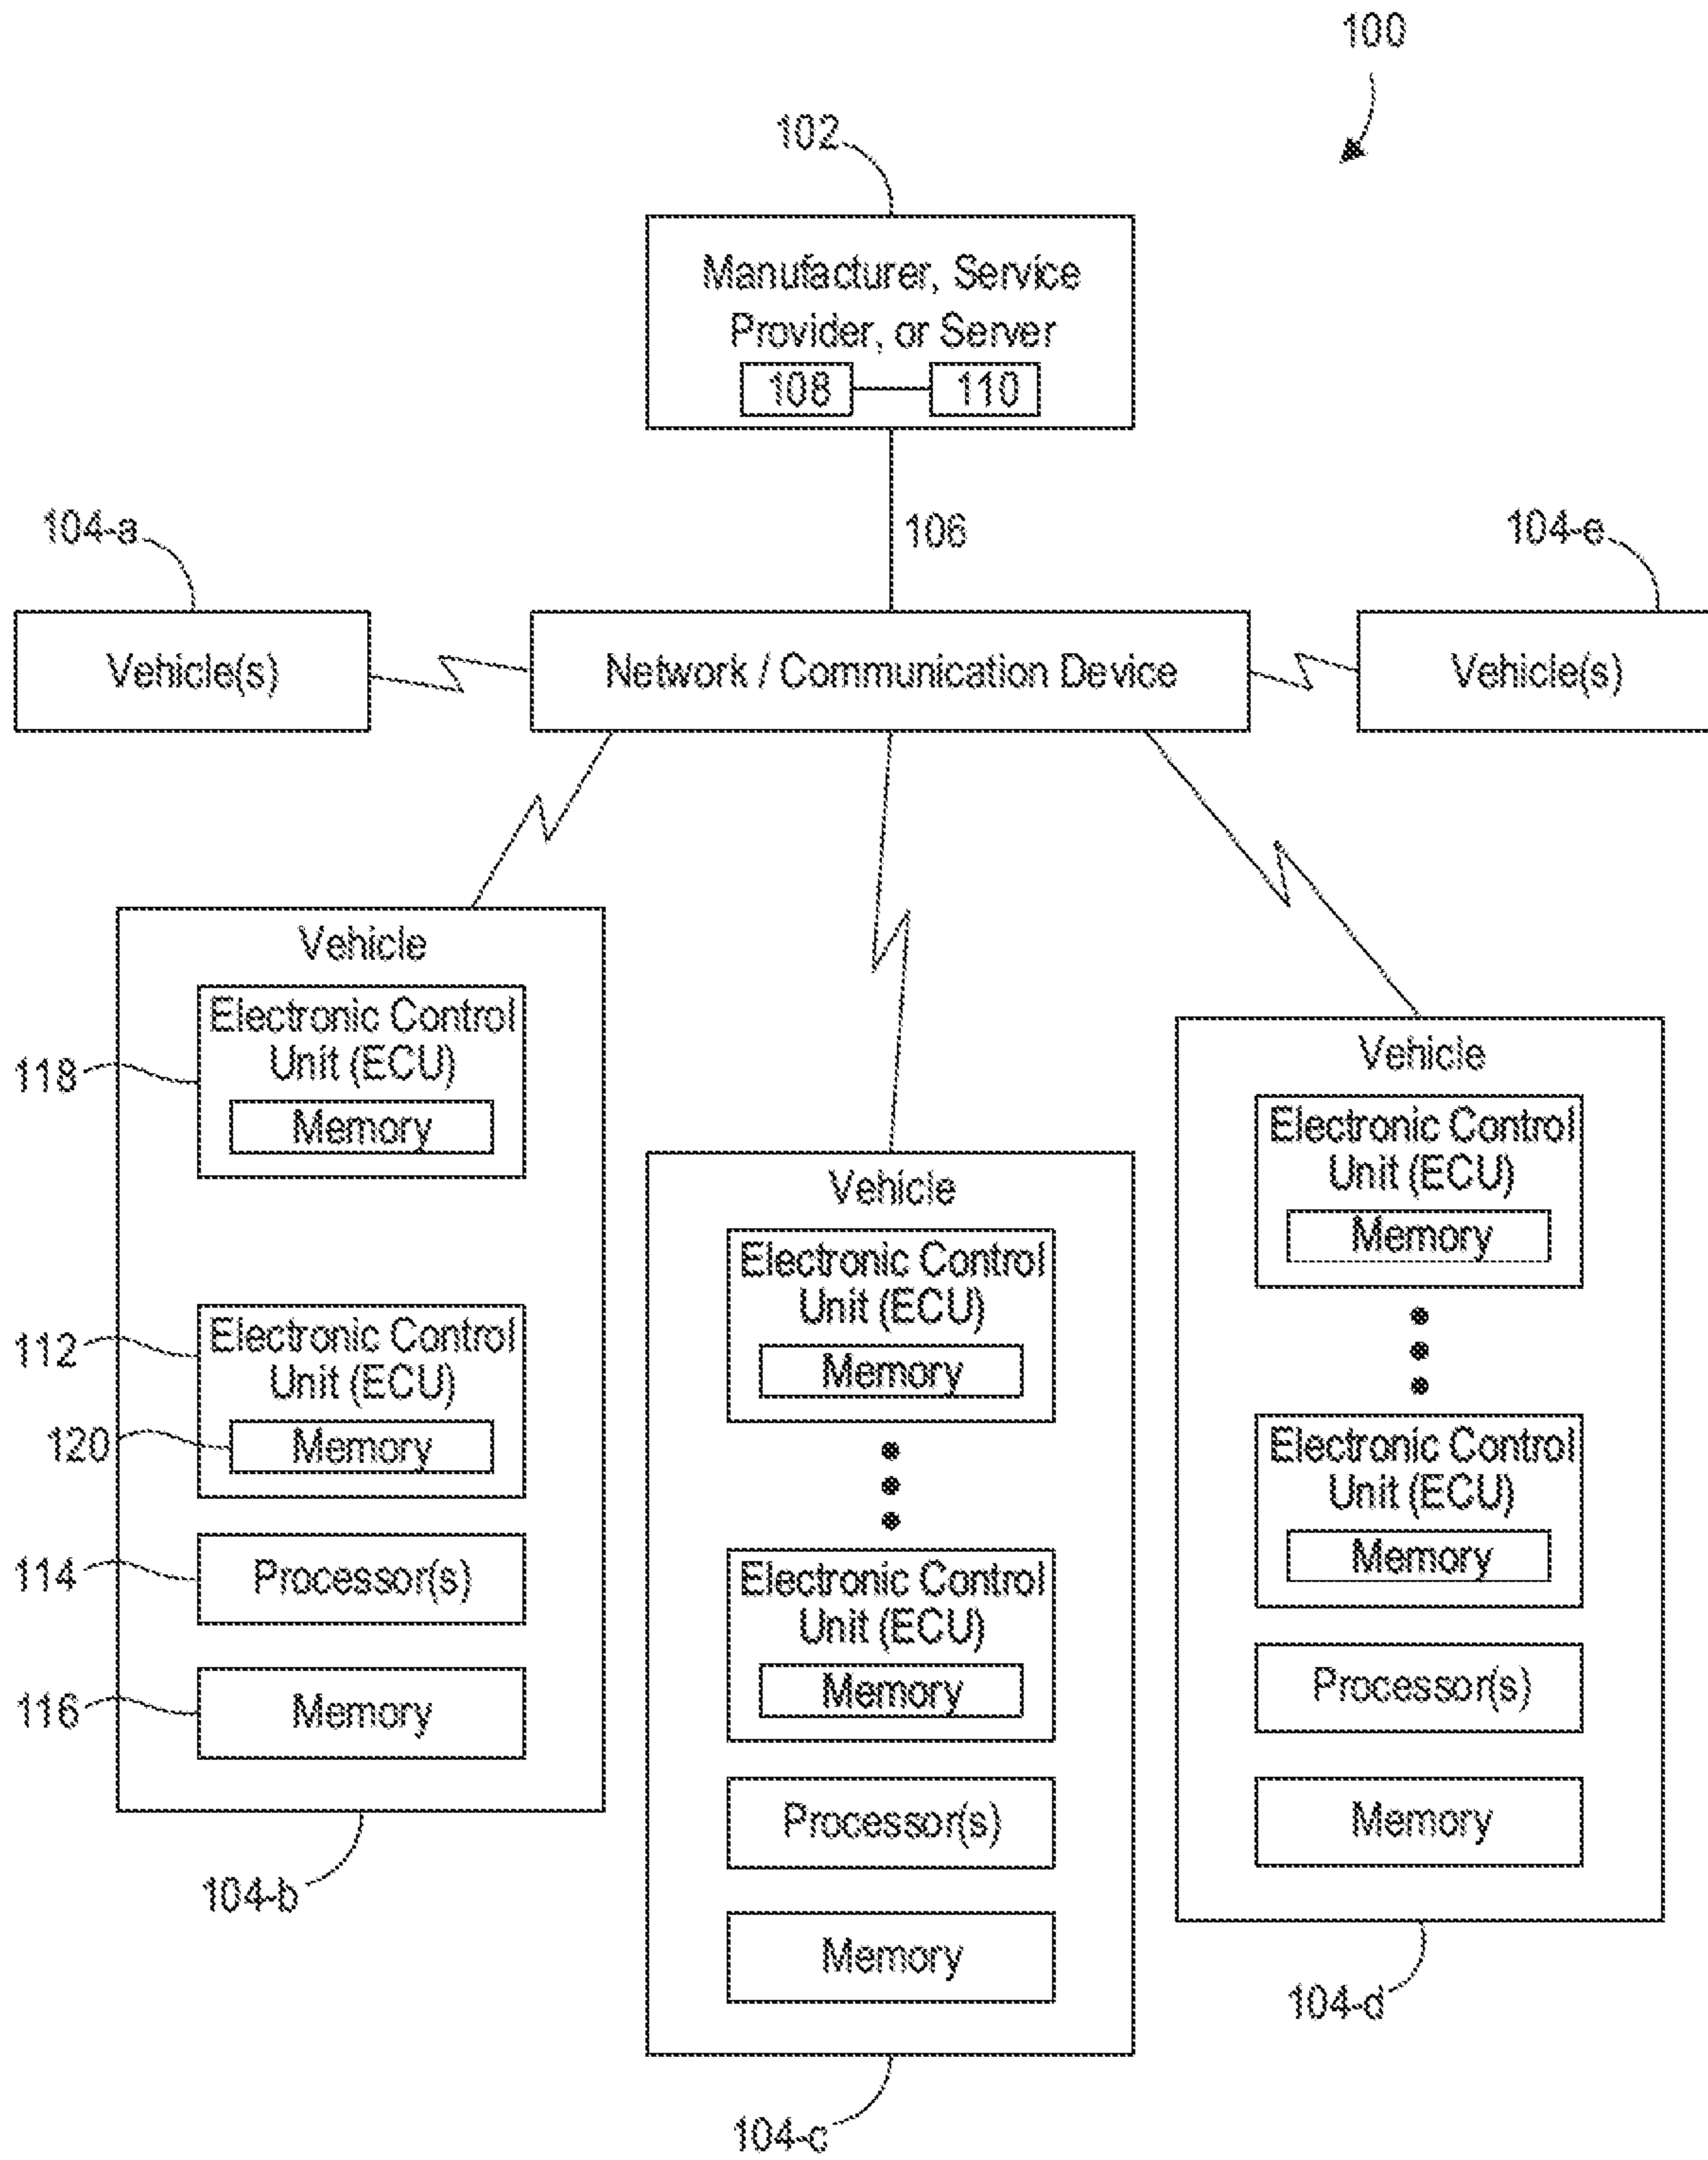 100
102
Manufacturer, Service
Provider, or Server
108
110
106
104-a
104-e
Vehicle(s)
Network / Communication Device
Vehicle(s)
Vehicle
Electronic Control
Unit (ECU)
118
Memory
112
Electronic Control
Unit (ECU)
120
Memory
114
Processor(s)
116
Memory
104-b
Vehicle
Electronic Control
Unit (ECU)
Memory
Electronic Control
Unit (ECU)
Memory
Processor(s)
Memory
104-c
Vehicle
Electronic Control
Unit (ECU)
Memory
Electronic Control
Unit (ECU)
Memory
Processor(s)
Memory
104-d